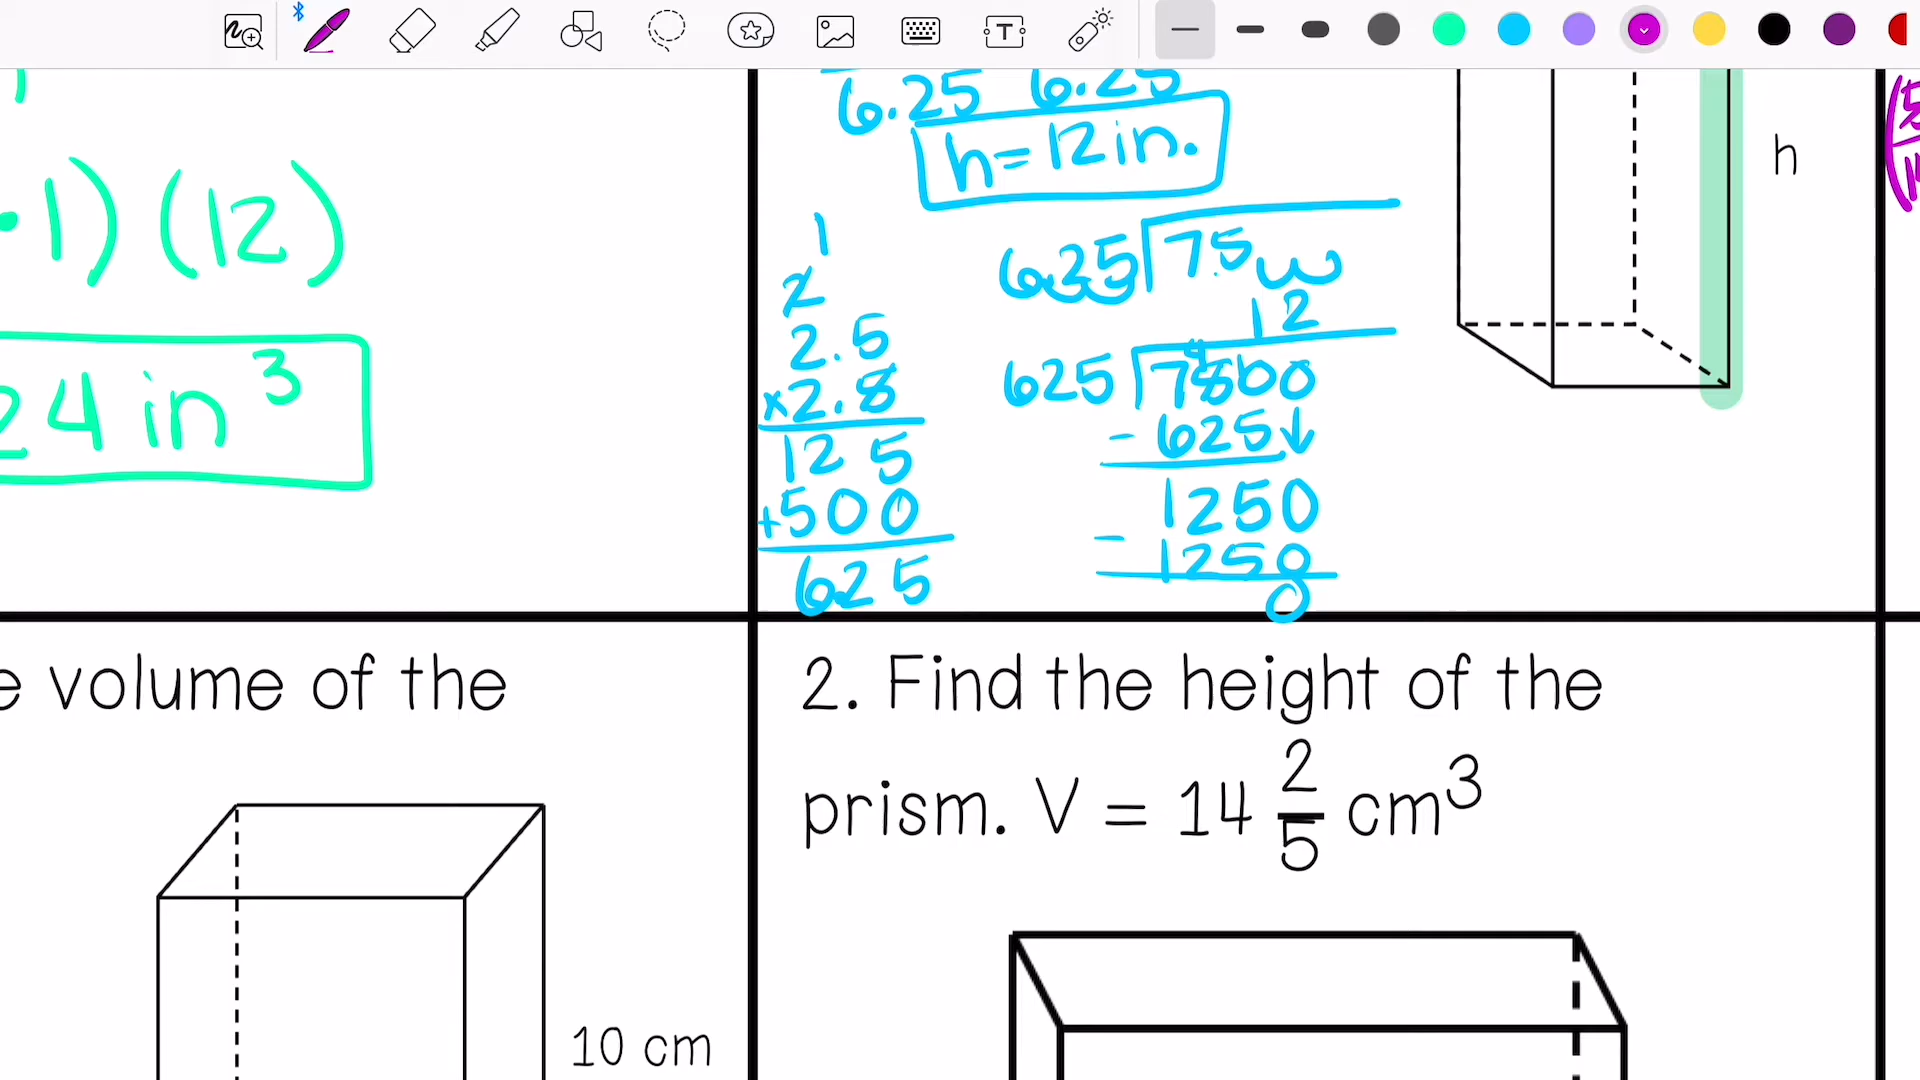 )
•1) (12)
24 in³
6.25 6.25
h=12in.
h
1
2
2.5
×2.8
125
+500
625
6.25 75
12
625 7500
- 625↓
1250
- 1250
0
e volume of the
10 cm
2. Find the height of the
prism. V = 14 2/5 cm³